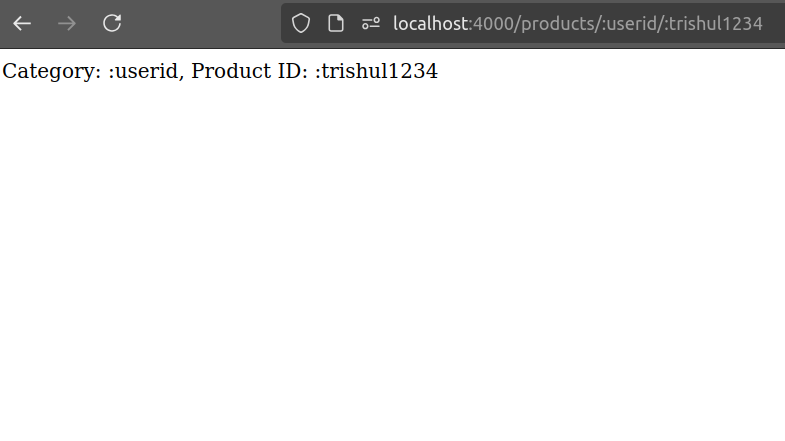 localhost:4000/products/:userid/:trishul1234
Category: :userid, Product ID: :trishul1234